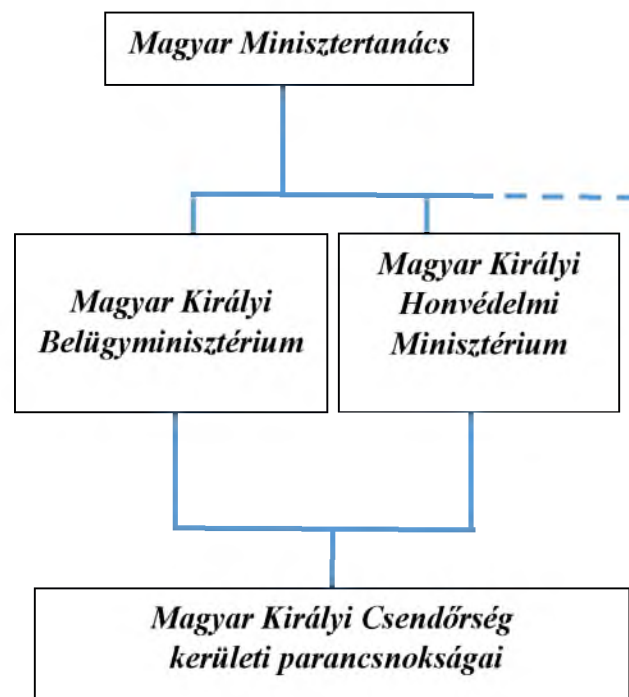 Magyar Minisztertanács
Magyar Királyi
Belügyminisztérium
Magyar Királyi
Honvédelmi
Minisztérium
Magyar Királyi Csendőrség
kerületi parancsnokságai